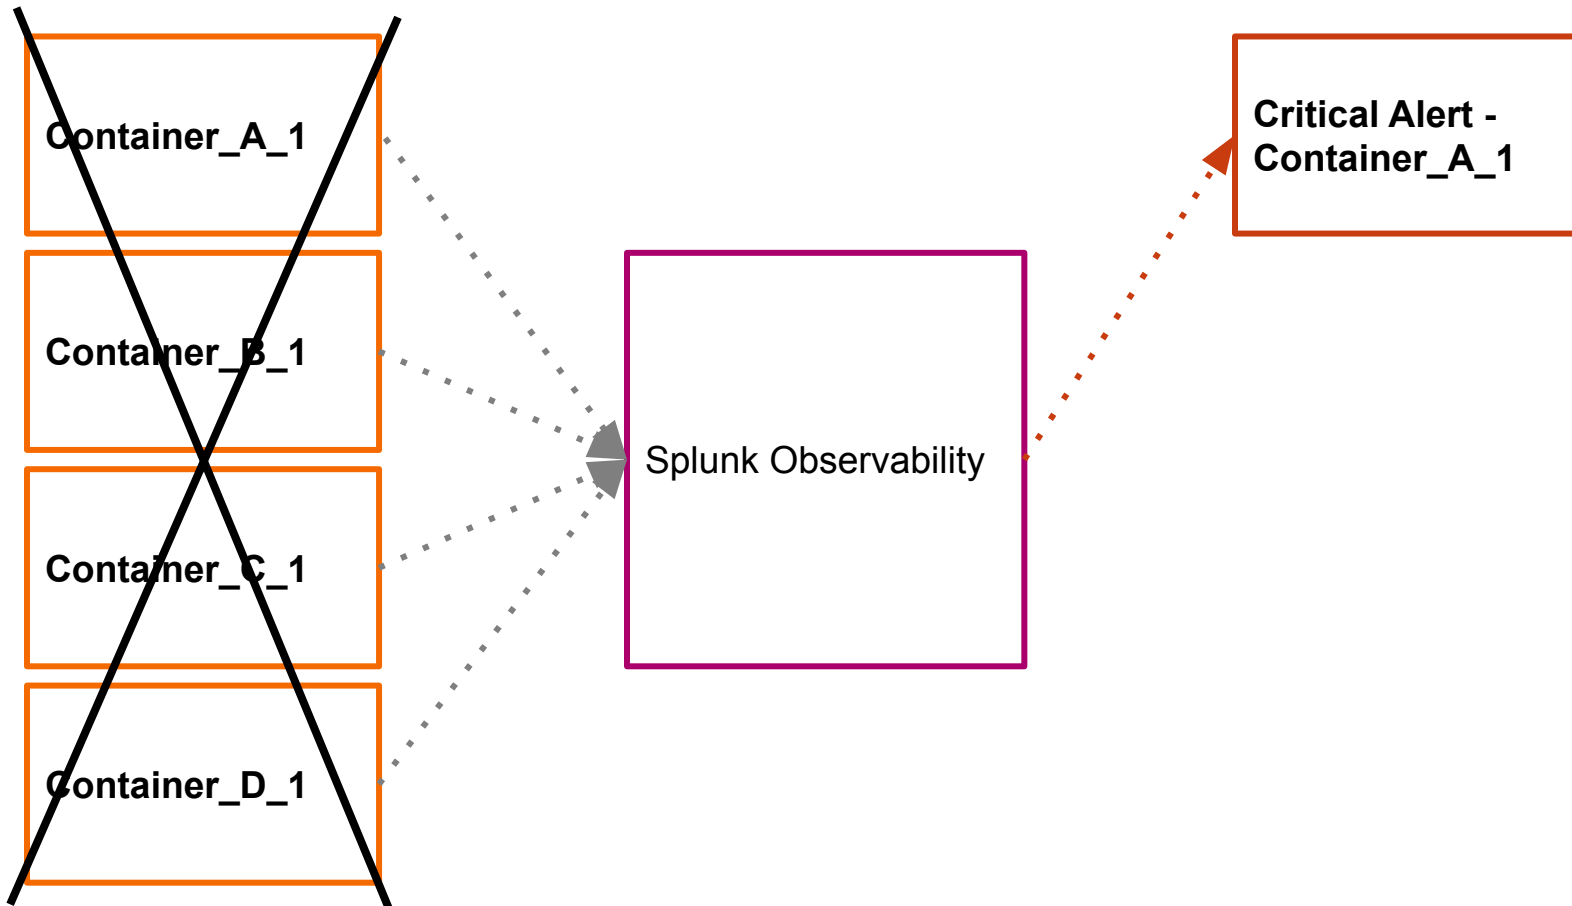 Container_A_1
Container_B_1
Container_C_1
Container_D_1
Splunk Observability
Critical Alert -
Container_A_1